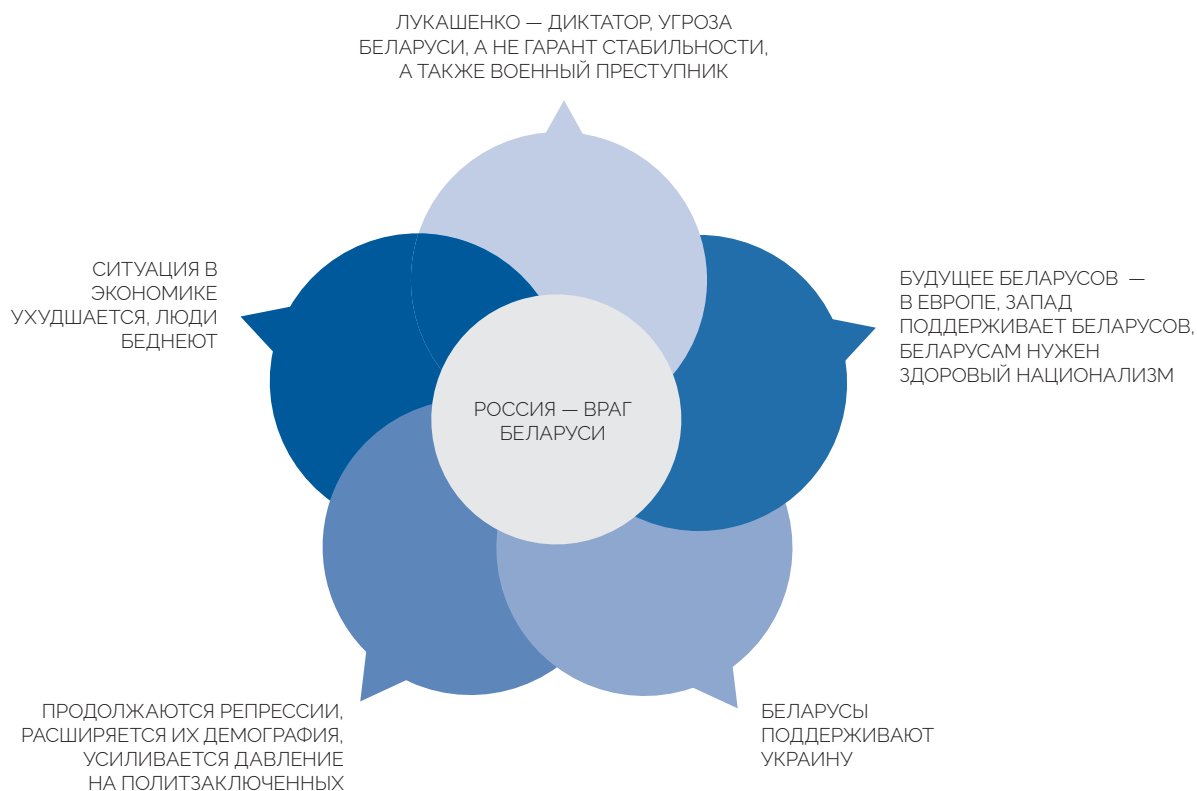 ЛУКАШЕНКО — ДИКТАТОР, УГРОЗА
БЕЛАРУСИ, А НЕ ГАРАНТ СТАБИЛЬНОСТИ,
А ТАКЖЕ ВОЕННЫЙ ПРЕСТУПНИК
СИТУАЦИЯ В
ЭКОНОМИКЕ
УХУДШАЕТСЯ, ЛЮДИ
БЕДНЕЮТ
БУДУЩЕЕ БЕЛАРУСОВ —
В ЕВРОПЕ, ЗАПАД
ПОДДЕРЖИВАЕТ БЕЛАРУСОВ,
БЕЛАРУСАМ НУЖЕН
ЗДОРОВЫЙ НАЦИОНАЛИЗМ
РОССИЯ — ВРАГ
БЕЛАРУСИ
ПРОДОЛЖАЮТСЯ РЕПРЕССИИ,
РАСШИРЯЕТСЯ ИХ ДЕМОГРАФИЯ,
УСИЛИВАЕТСЯ ДАВЛЕНИЕ
НА ПОЛИТЗАКЛЮЧЕННЫХ
БЕЛАРУСЫ
ПОДДЕРЖИВАЮТ
УКРАИНУ